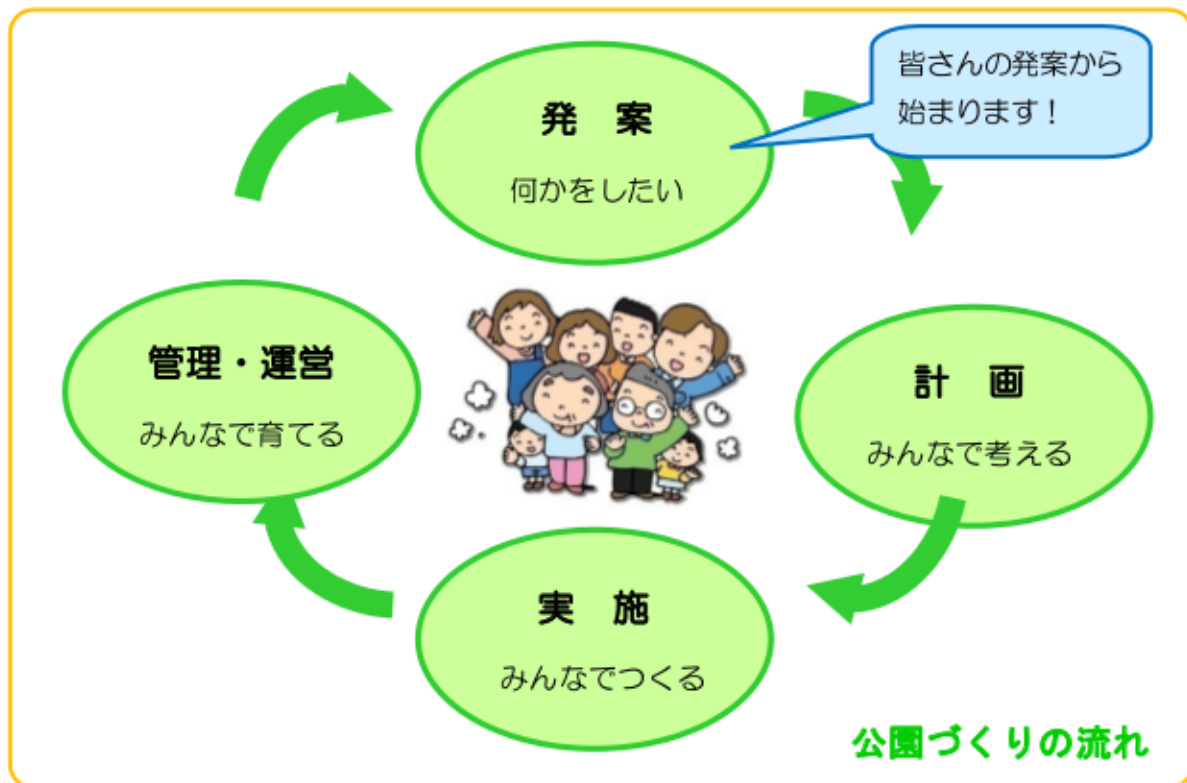 皆さんの発案から
始まります！
発　案
何かをしたい
管理・運営
みんなで育てる
計　画
みんなで考える
実　施
みんなでつくる
公園づくりの流れ